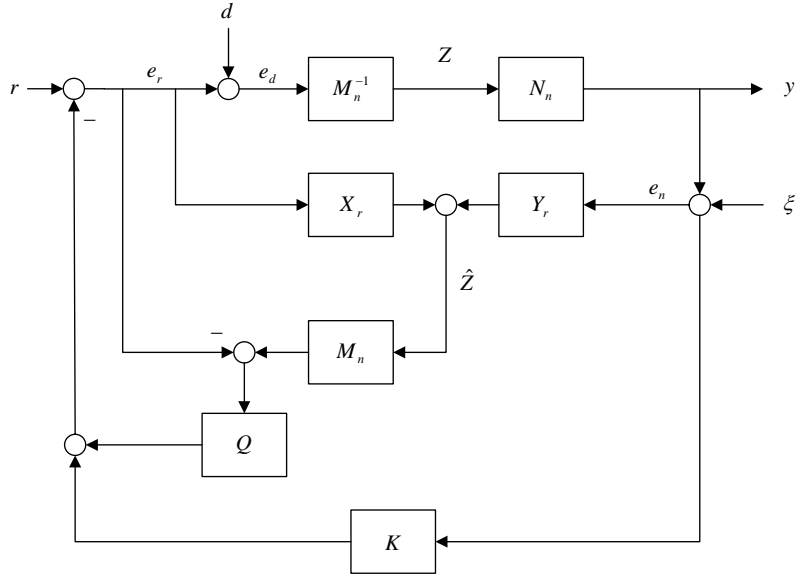 d
r
e_r
e_d
M_n^{-1}
Z
N_n
y
−
X_r
Y_r
e_n
ξ
Ẑ
−
M_n
Q
K